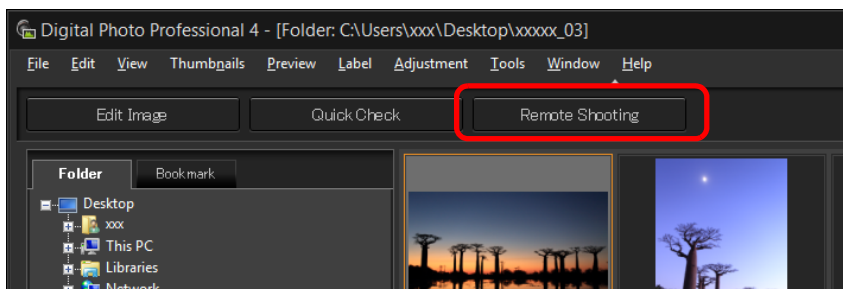 Digital Photo Professional 4 - [Folder: C:\Users\xxx\Desktop\xxxxx_03]
File Edit View Thumbnails Preview Label Adjustment Tools Window Help
Edit Image Quick Check Remote Shooting
Folder Bookmark
Desktop
xxx
This PC
Libraries
Network